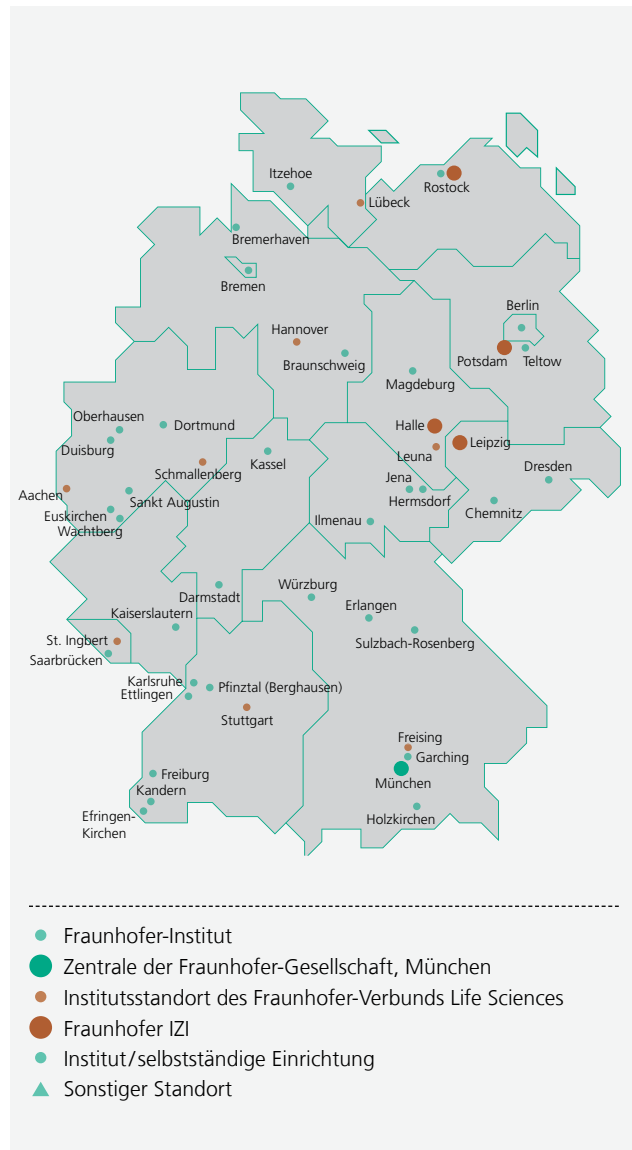 Itzehoe
Rostock
Lübeck
Bremerhaven
Bremen
Berlin
Hannover
Braunschweig
Potsdam
Teltow
Magdeburg
Oberhausen
Dortmund
Halle
Duisburg
Leipzig
Kassel
Leuna
Schmallenberg
Dresden
Jena
Aachen
Sankt Augustin
Hermsdorf
Euskirchen
Chemnitz
Wachtberg
Ilmenau
Würzburg
Darmstadt
Erlangen
Kaiserslautern
St. Ingbert
Sulzbach-Rosenberg
Saarbrücken
Karlsruhe
Pfinztal (Berghausen)
Ettlingen
Stuttgart
Freising
Garching
Freiburg
München
Kandern
Efringen-
Kirchen
Holzkirchen
Fraunhofer-Institut
Zentrale der Fraunhofer-Gesellschaft, München
Institutsstandort des Fraunhofer-Verbunds Life Sciences
Fraunhofer IZI
Institut/selbstständige Einrichtung
Sonstiger Standort